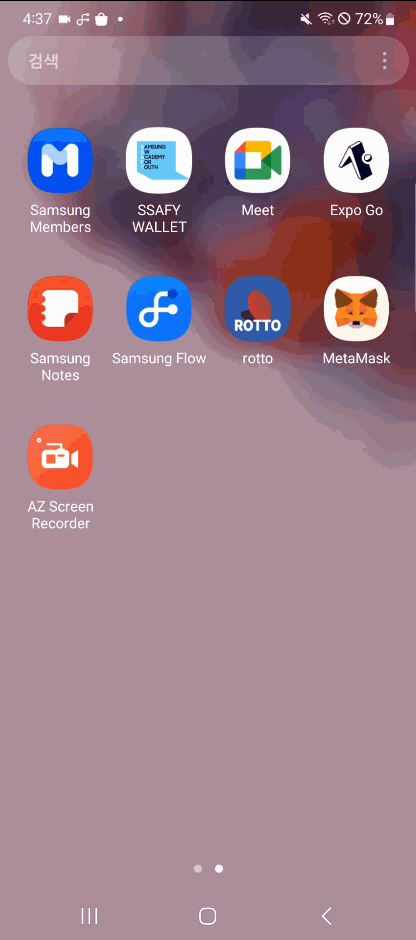 4:37
72%
검색
AMSUNG
W
CADEMY
OR
OUTH
Samsung
Members
SSAFY
WALLET
Meet
Expo Go
ROTTO
Samsung
Notes
Samsung Flow
rotto
MetaMask
AZ Screen
Recorder